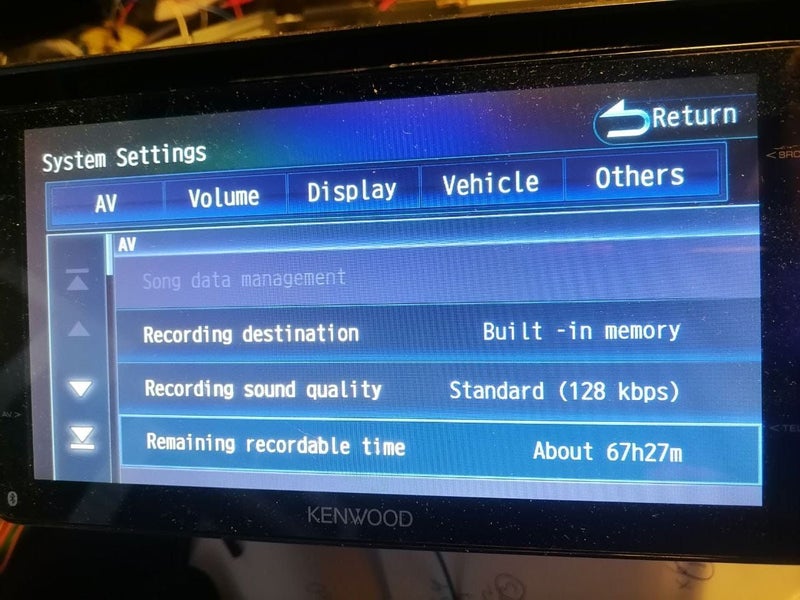 Return
System Settings
AV Volume Display Vehicle Others
AV
Song data management
Recording destination Built -in memory
Recording sound quality Standard (128 kbps)
Remaining recordable time About 67h27m
AV >
KENWOOD